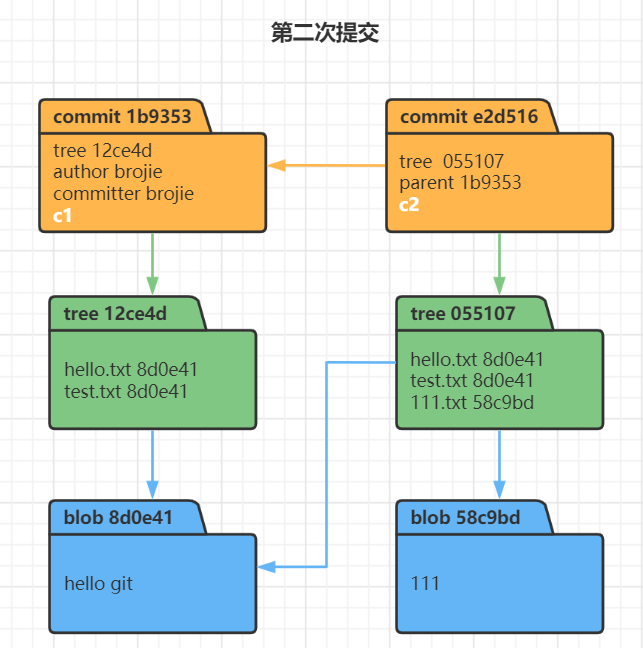 第二次提交
commit 1b9353
tree 12ce4d
author brojie
committer brojie
c1
commit e2d516
tree  055107
parent 1b9353
c2
tree 12ce4d
hello.txt 8d0e41
test.txt 8d0e41
tree 055107
hello.txt 8d0e41
test.txt 8d0e41
111.txt 58c9bd
blob 8d0e41
hello git
blob 58c9bd
111